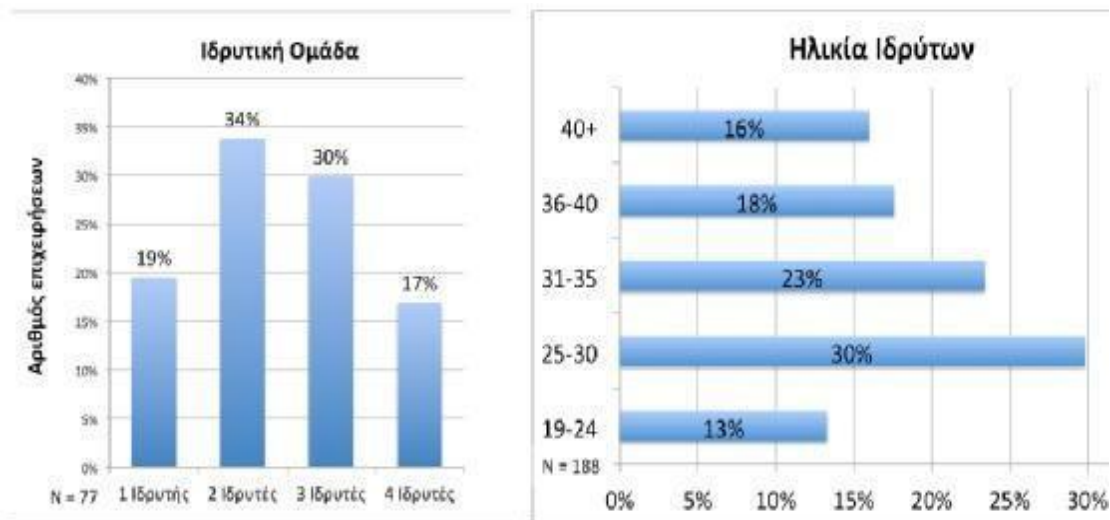 Ιδρυτική Ομάδα
40%
35%
30%
25%
20%
15%
10%
5%
0%
Αριθμός επιχειρήσεων
19%
34%
30%
17%
N = 77
1 Ιδρυτής 2 Ιδρυτές 3 Ιδρυτές 4 Ιδρυτές
Ηλικία Ιδρύτων
40+ 16%
36-40 18%
31-35 23%
25-30 30%
19-24 13%
N = 188
0% 5% 10% 15% 20% 25% 30%